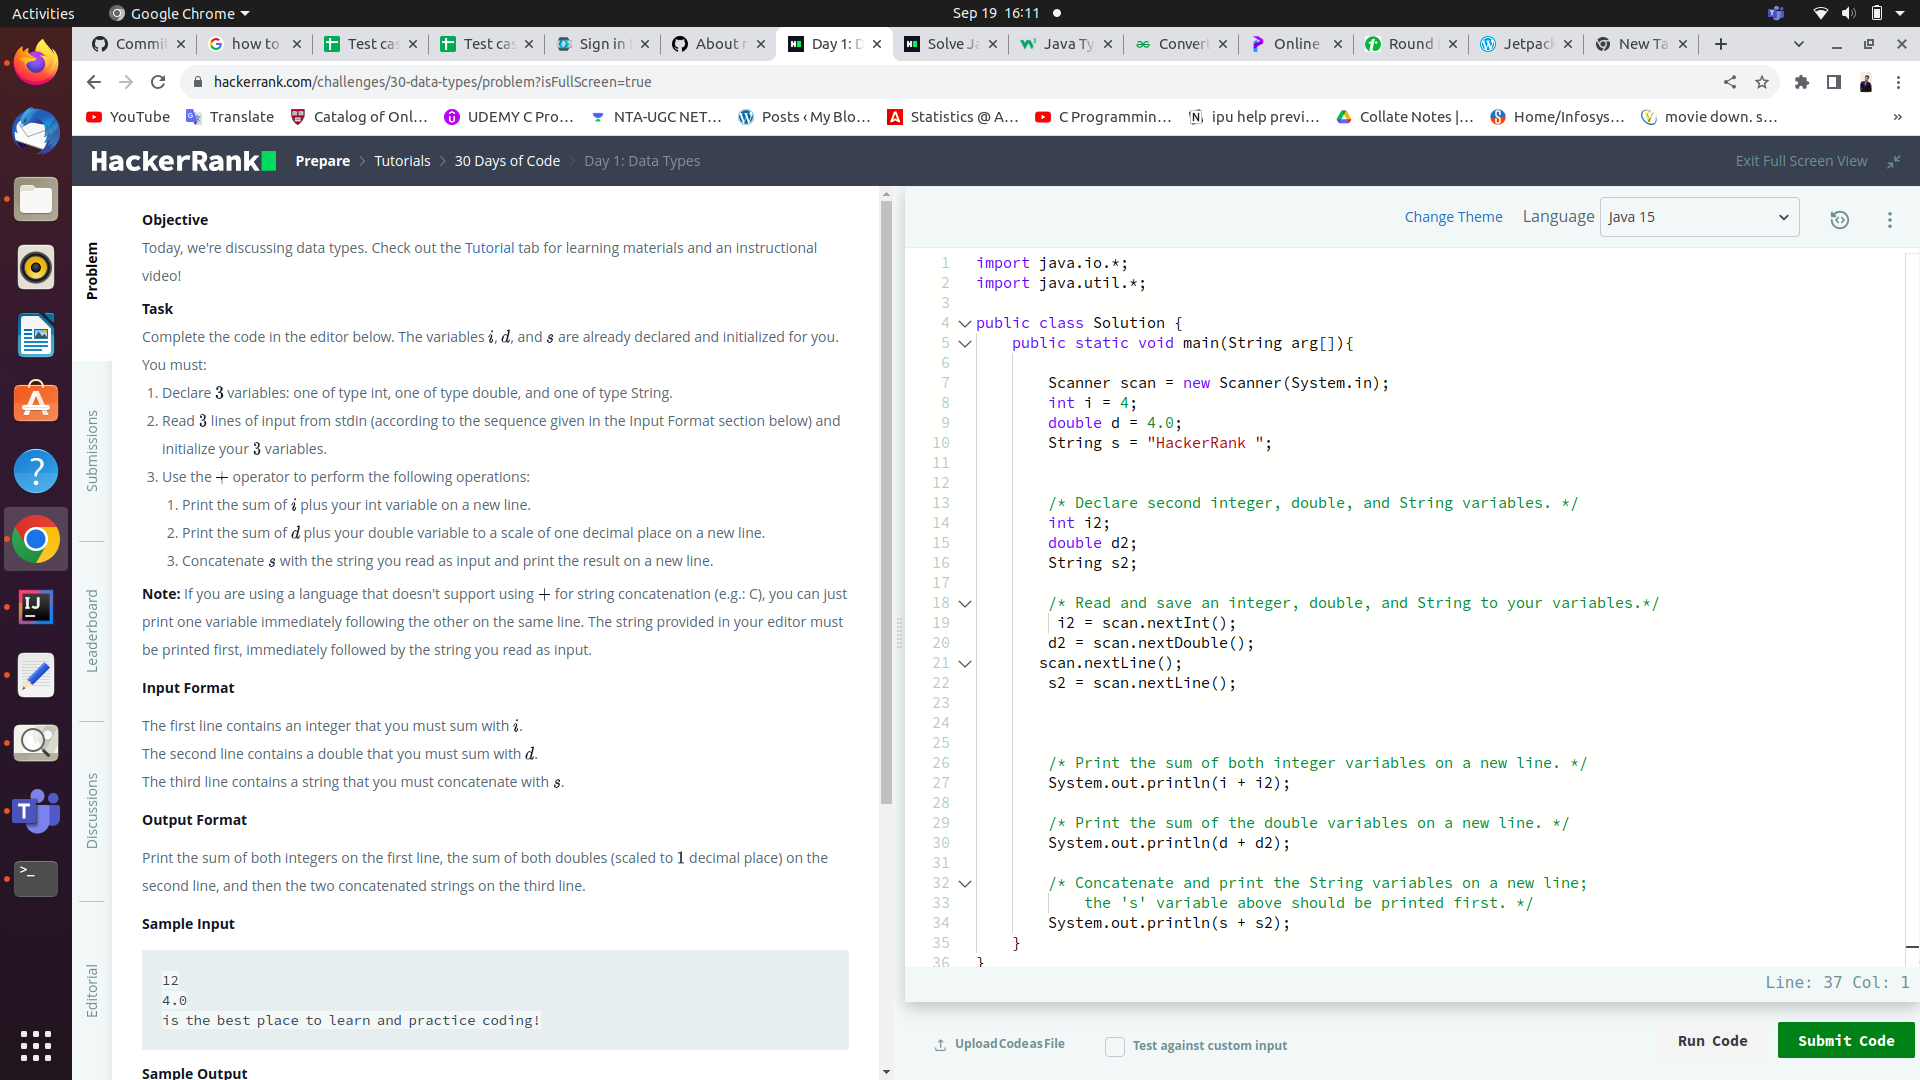 Activities
Google Chrome
Sep 19 16:11
Commi
how to
Test cas
Test cas
Sign in
About r
Day 1: D
Solve Ja
Java Ty
Convert
Online
Round
Jetpack
New Ta
hackerrank.com/challenges/30-data-types/problem?isFullScreen=true
YouTube
Translate
Catalog of Onl...
UDEMY C Pro...
NTA-UGC NET...
Posts ‹ My Blo...
Statistics @ A...
C Programmin...
ipu help previ...
Collate Notes |...
Home/Infosys...
movie down. s...
HackerRank
Prepare > Tutorials > 30 Days of Code > Day 1: Data Types
Exit Full Screen View
Problem
Submissions
Leaderboard
Discussions
Editorial
Objective
Today, we're discussing data types. Check out the Tutorial tab for learning materials and an instructional
video!
Task
Complete the code in the editor below. The variables i, d, and s are already declared and initialized for you.
You must:
1. Declare 3 variables: one of type int, one of type double, and one of type String.
2. Read 3 lines of input from stdin (according to the sequence given in the Input Format section below) and
initialize your 3 variables.
3. Use the + operator to perform the following operations:
1. Print the sum of i plus your int variable on a new line.
2. Print the sum of d plus your double variable to a scale of one decimal place on a new line.
3. Concatenate s with the string you read as input and print the result on a new line.
Note: If you are using a language that doesn't support using + for string concatenation (e.g.: C), you can just
print one variable immediately following the other on the same line. The string provided in your editor must
be printed first, immediately followed by the string you read as input.
Input Format
The first line contains an integer that you must sum with i.
The second line contains a double that you must sum with d.
The third line contains a string that you must concatenate with s.
Output Format
Print the sum of both integers on the first line, the sum of both doubles (scaled to 1 decimal place) on the
second line, and then the two concatenated strings on the third line.
Sample Input
12
4.0
is the best place to learn and practice coding!
Sample Output
Change Theme
Language
Java 15
1 import java.io.*;
2 import java.util.*;
3
4 public class Solution {
5 public static void main(String arg[]){
6
7 Scanner scan = new Scanner(System.in);
8 int i = 4;
9 double d = 4.0;
10 String s = "HackerRank ";
11
12
13 /* Declare second integer, double, and String variables. */
14 int i2;
15 double d2;
16 String s2;
17
18 /* Read and save an integer, double, and String to your variables.*/
19 i2 = scan.nextInt();
20 d2 = scan.nextDouble();
21 scan.nextLine();
22 s2 = scan.nextLine();
23
24
25
26 /* Print the sum of both integer variables on a new line. */
27 System.out.println(i + i2);
28
29 /* Print the sum of the double variables on a new line. */
30 System.out.println(d + d2);
31
32 /* Concatenate and print the String variables on a new line;
33 the 's' variable above should be printed first. */
34 System.out.println(s + s2);
35 }
36 }
Line: 37 Col: 1
Upload Code as File
Test against custom input
Run Code
Submit Code